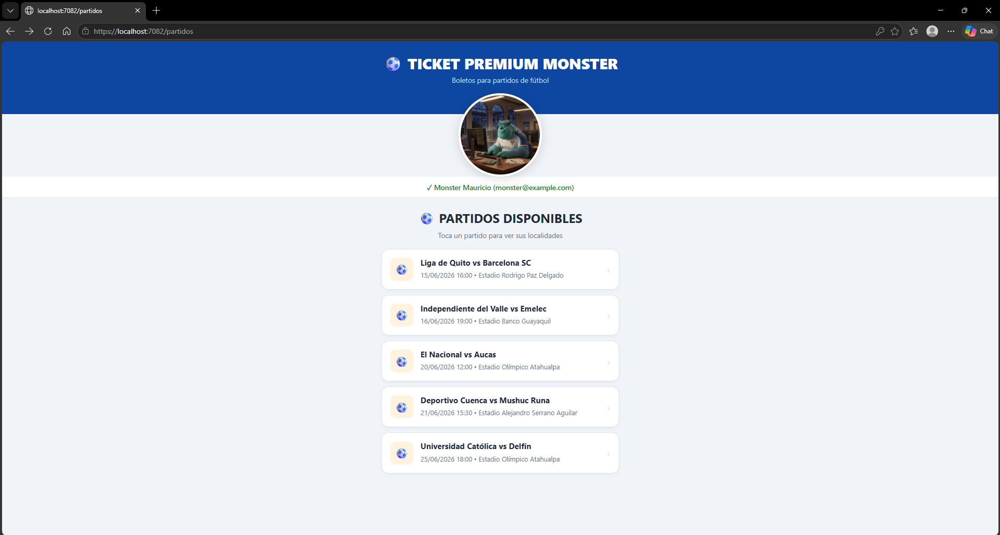 localhost:7082/partidos
https://localhost:7082/partidos
Chat
TICKET PREMIUM MONSTER
Boletos para partidos de fútbol
✓ Monster Mauricio (monster@example.com)
PARTIDOS DISPONIBLES
Toca un partido para ver sus localidades
Liga de Quito vs Barcelona SC
15/06/2026 16:00 • Estadio Rodrigo Paz Delgado
Independiente del Valle vs Emelec
16/06/2026 19:00 • Estadio Banco Guayaquil
El Nacional vs Aucas
20/06/2026 12:00 • Estadio Olímpico Atahualpa
Deportivo Cuenca vs Mushuc Runa
21/06/2026 15:30 • Estadio Alejandro Serrano Aguilar
Universidad Católica vs Delfín
25/06/2026 18:00 • Estadio Olímpico Atahualpa